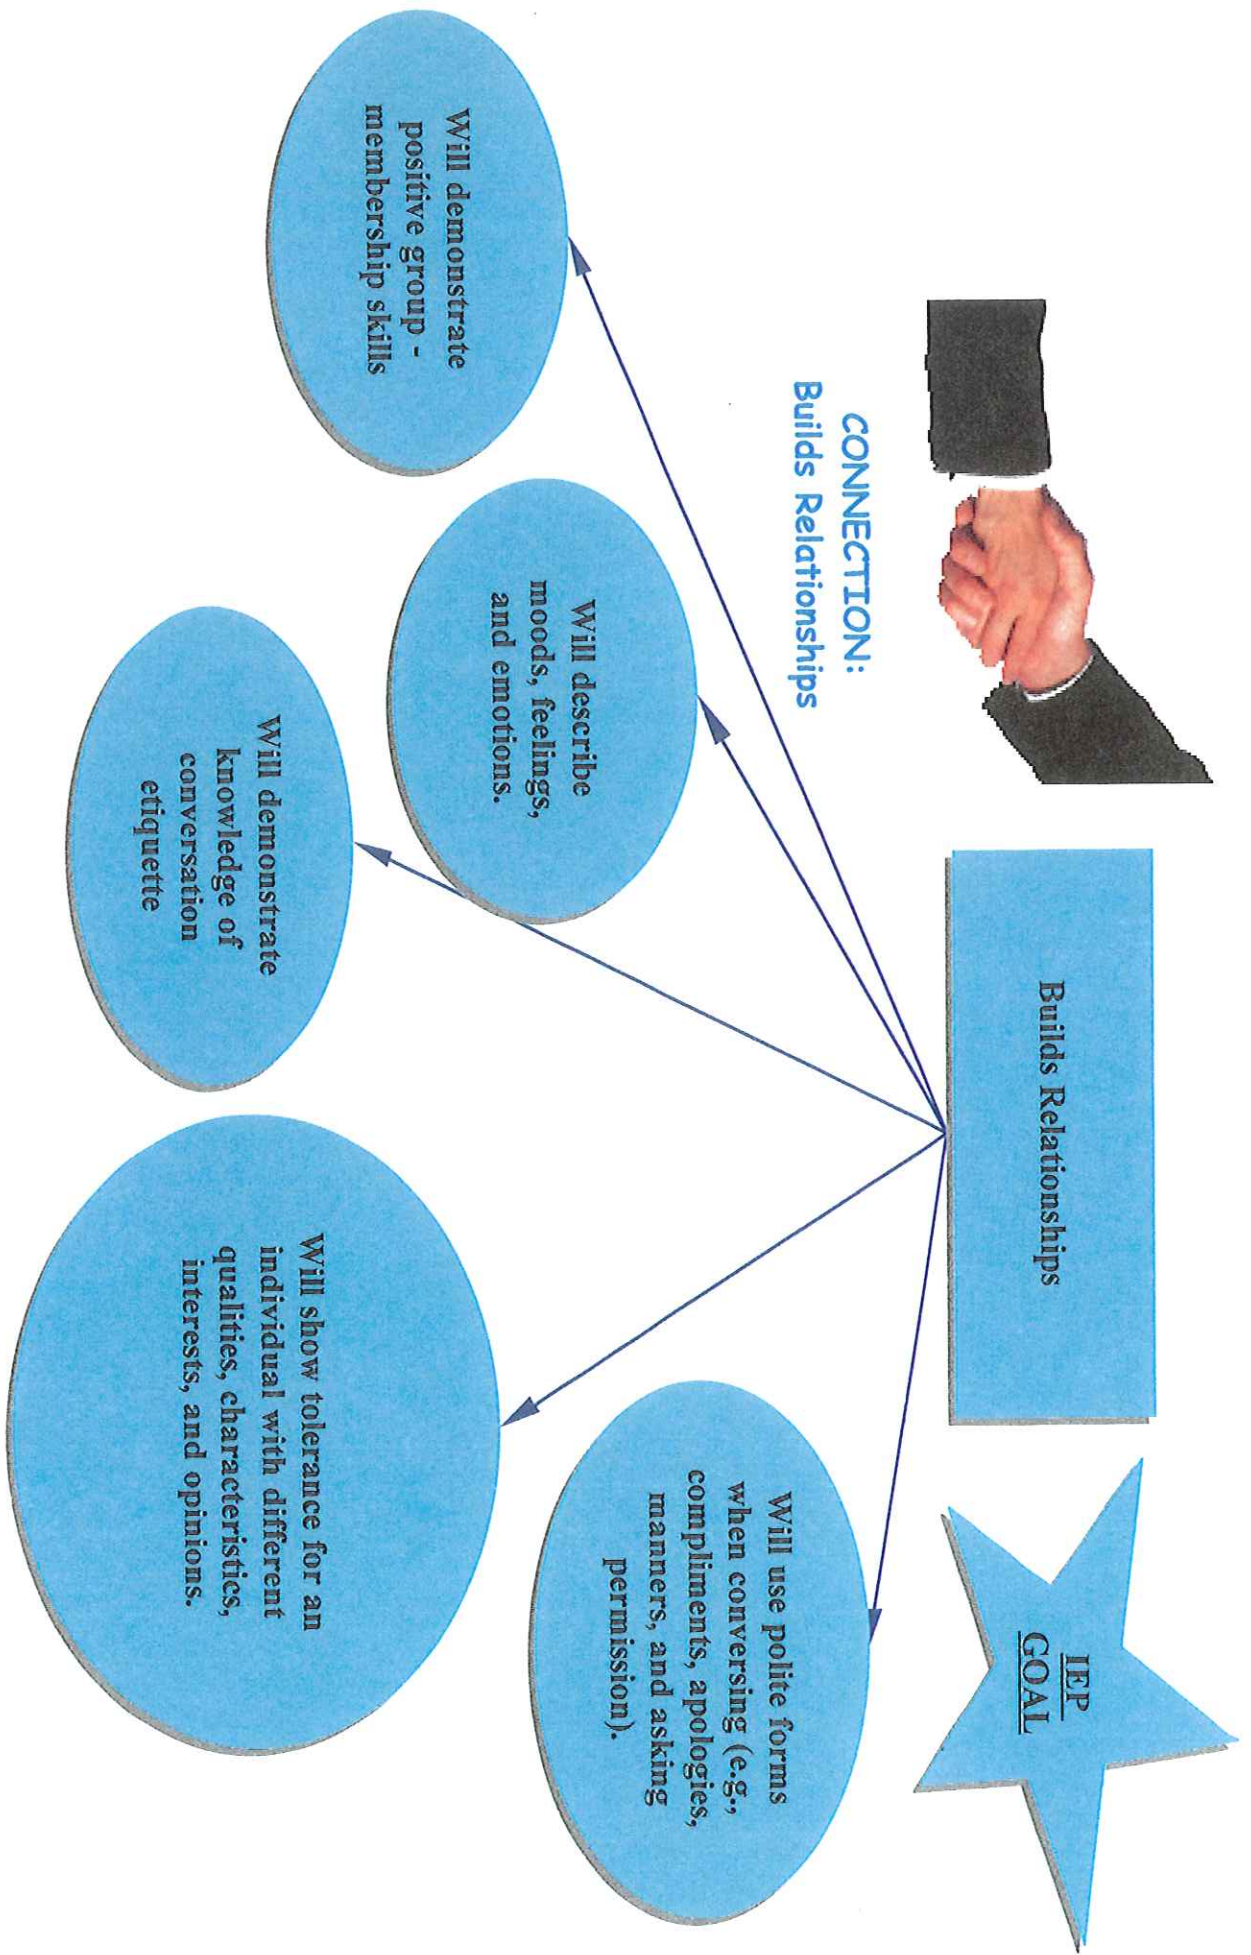 CONNECTION:
Builds Relationships
Builds Relationships
IEP
GOAL
Will demonstrate
positive group -
membership skills
Will describe
moods, feelings,
and emotions.
Will demonstrate
knowledge of
conversation
etiquette
Will show tolerance for an
individual with different
qualities, characteristics,
interests, and opinions.
Will use polite forms
when conversing (e.g.,
compliments, apologies,
manners, and asking
permission).